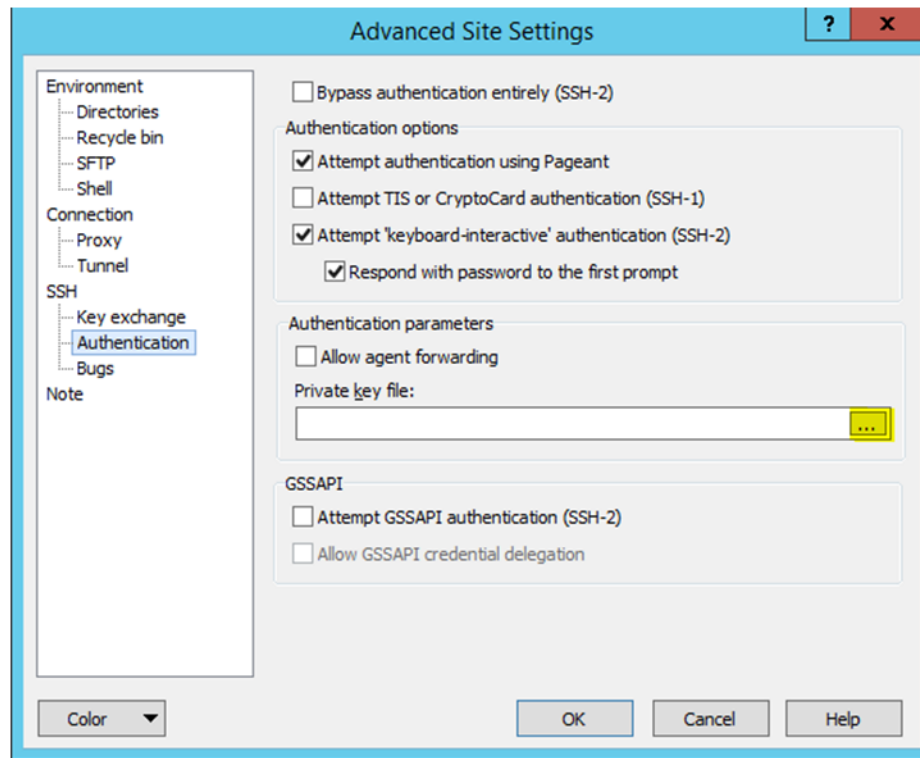 Advanced Site Settings
?
x
Environment
Directories
Recycle bin
SFTP
Shell
Connection
Proxy
Tunnel
SSH
Key exchange
Authentication
Bugs
Note
Bypass authentication entirely (SSH-2)
Authentication options
Attempt authentication using Pageant
Attempt TIS or CryptoCard authentication (SSH-1)
Attempt 'keyboard-interactive' authentication (SSH-2)
Respond with password to the first prompt
Authentication parameters
Allow agent forwarding
Private key file:
...
GSSAPI
Attempt GSSAPI authentication (SSH-2)
Allow GSSAPI credential delegation
Color
OK
Cancel
Help